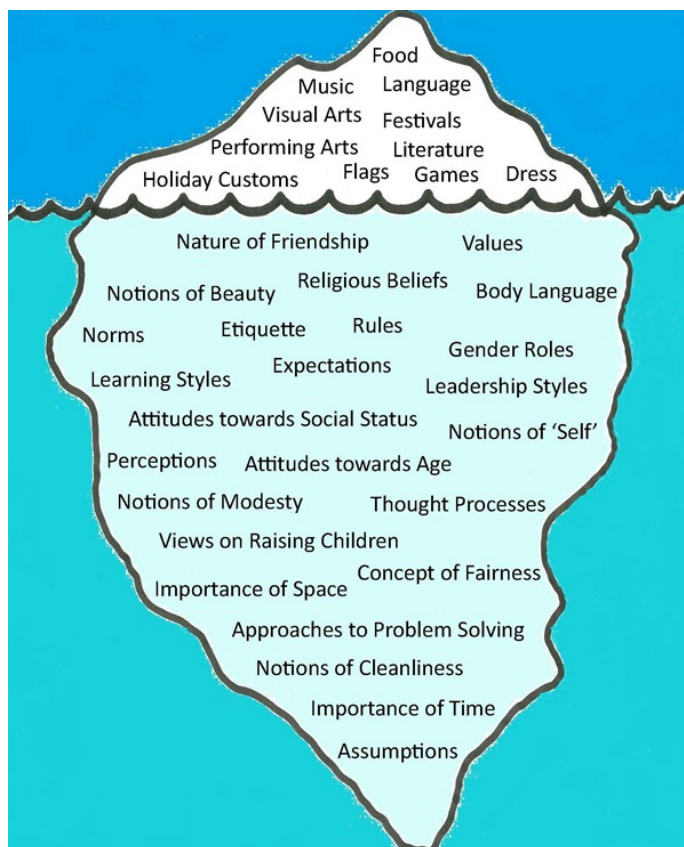 Food
Music
Language
Visual Arts
Festivals
Performing Arts
Literature
Holiday Customs
Flags
Games
Dress
Nature of Friendship
Values
Notions of Beauty
Religious Beliefs
Body Language
Norms
Etiquette
Rules
Expectations
Gender Roles
Learning Styles
Leadership Styles
Attitudes towards Social Status
Notions of ‘Self’
Perceptions
Attitudes towards Age
Notions of Modesty
Thought Processes
Views on Raising Children
Concept of Fairness
Importance of Space
Approaches to Problem Solving
Notions of Cleanliness
Importance of Time
Assumptions